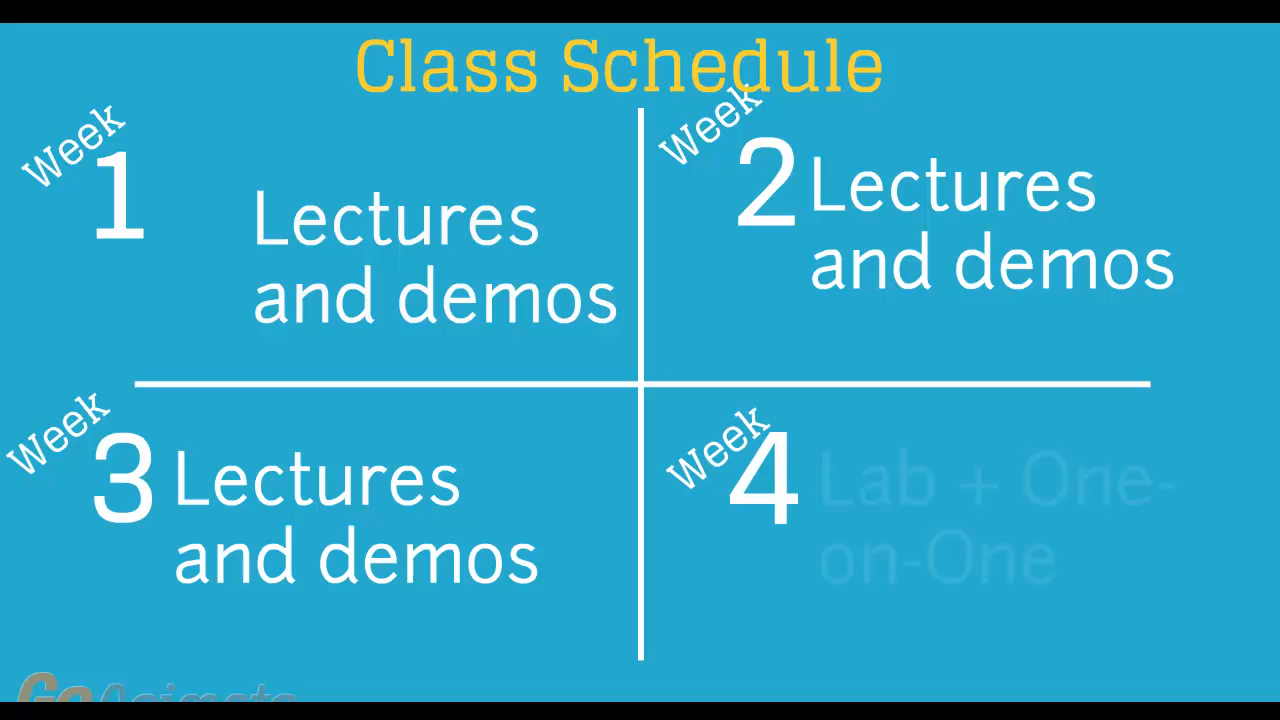 Class Schedule
Week
1
Lectures
and demos
Week
2
Lectures
and demos
Week
3
Lectures
and demos
Week
4
Lab + One-
on-One
GoAnimate